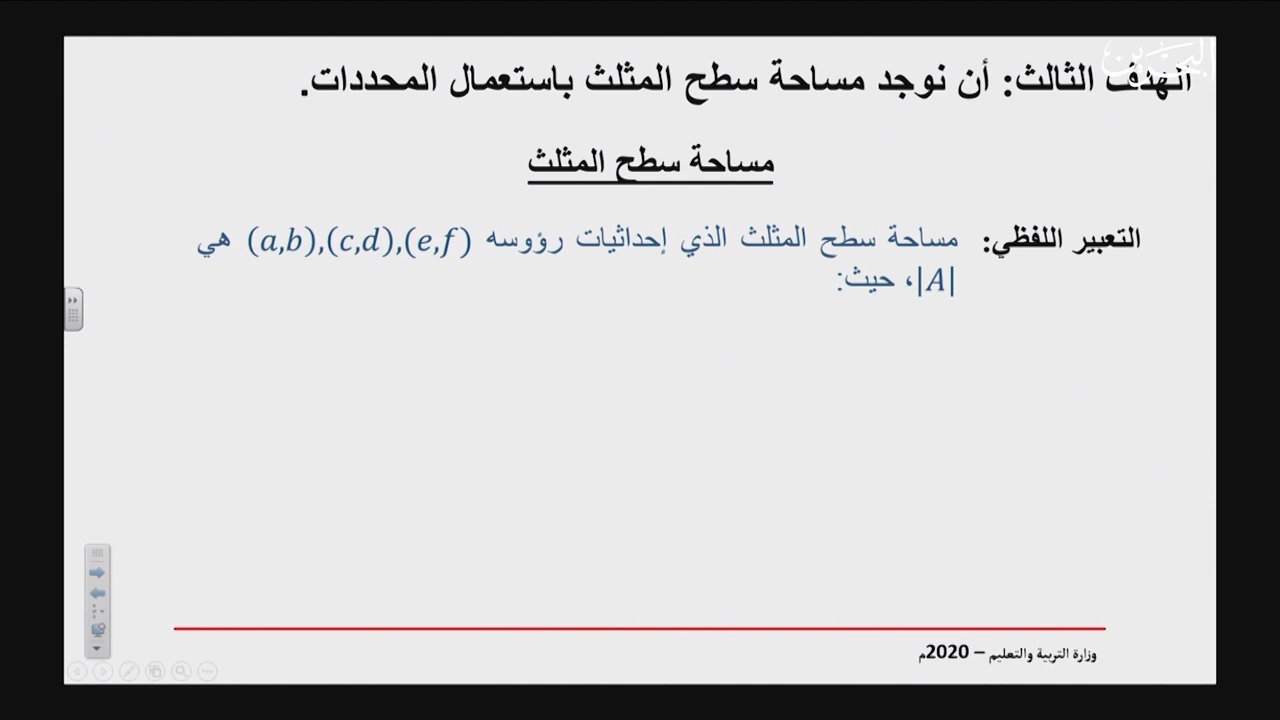 البحرين
الهدف الثالث: أن نوجد مساحة سطح المثلث باستعمال المحددات.
مساحة سطح المثلث
التعبير اللفظي: مساحة سطح المثلث الذي إحداثيات رؤوسه (a,b),(c,d),(e,f) هي
|A|، حيث:
وزارة التربية والتعليم – 2020م